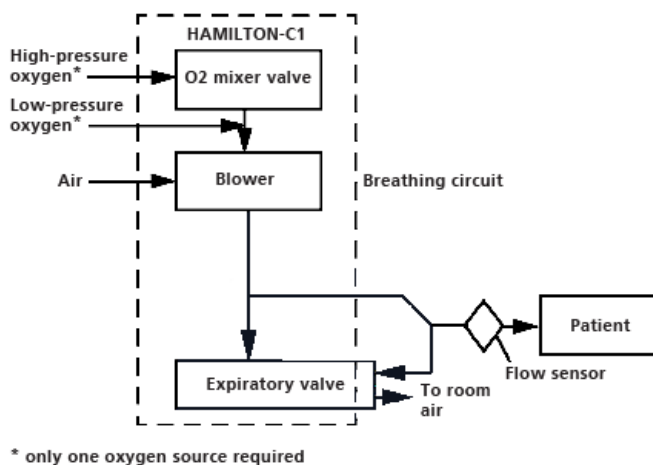 HAMILTON-C1
High-pressure
oxygen*
O2 mixer valve
Low-pressure
oxygen*
Air
Blower
Breathing circuit
Patient
Flow sensor
Expiratory valve
To room
air
* only one oxygen source required